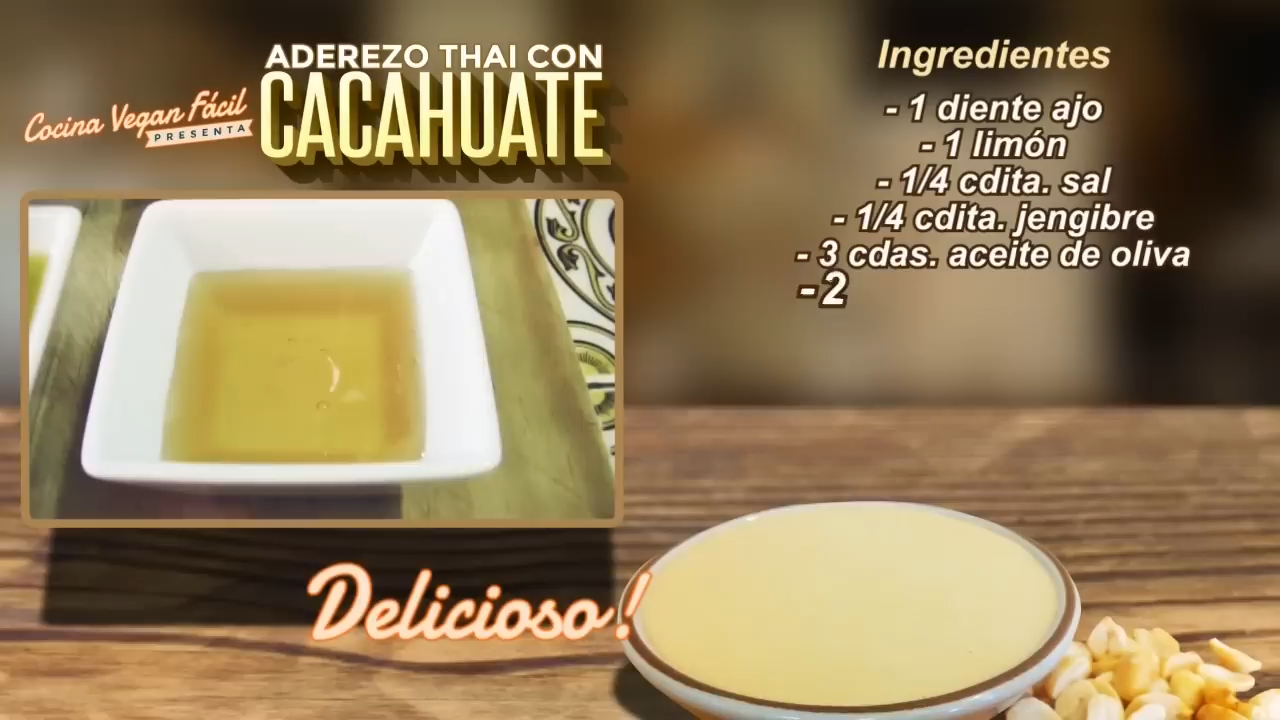 Cocina Vegan Fácil
PRESENTA
ADEREZO THAI CON
CACAHUATE
Ingredientes
- 1 diente ajo
- 1 limón
- 1/4 cdita. sal
- 1/4 cdita. jengibre
- 3 cdas. aceite de oliva
- 2
Delicioso!